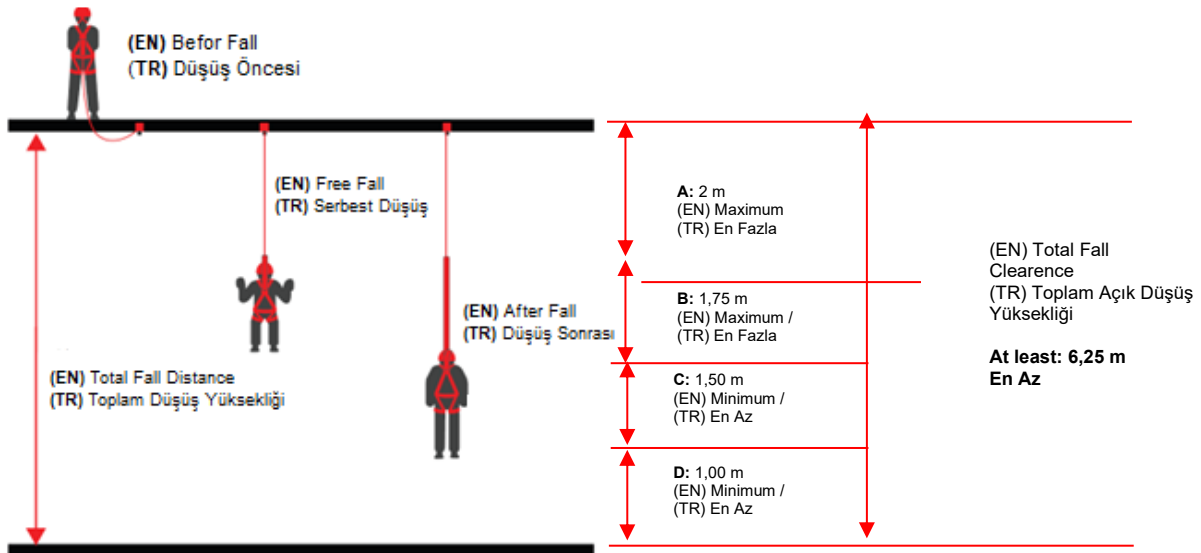 (EN) Befor Fall
(TR) Düşüş Öncesi
(EN) Free Fall
(TR) Serbest Düşüş
(EN) After Fall
(TR) Düşüş Sonrası
(EN) Total Fall Distance
(TR) Toplam Düşüş Yüksekliği
A: 2 m
(EN) Maximum
(TR) En Fazla
B: 1,75 m
(EN) Maximum /
(TR) En Fazla
C: 1,50 m
(EN) Minimum /
(TR) En Az
D: 1,00 m
(EN) Minimum /
(TR) En Az
(EN) Total Fall
Clearence
(TR) Toplam Açık Düşüş
Yüksekliği
At least: 6,25 m
En Az